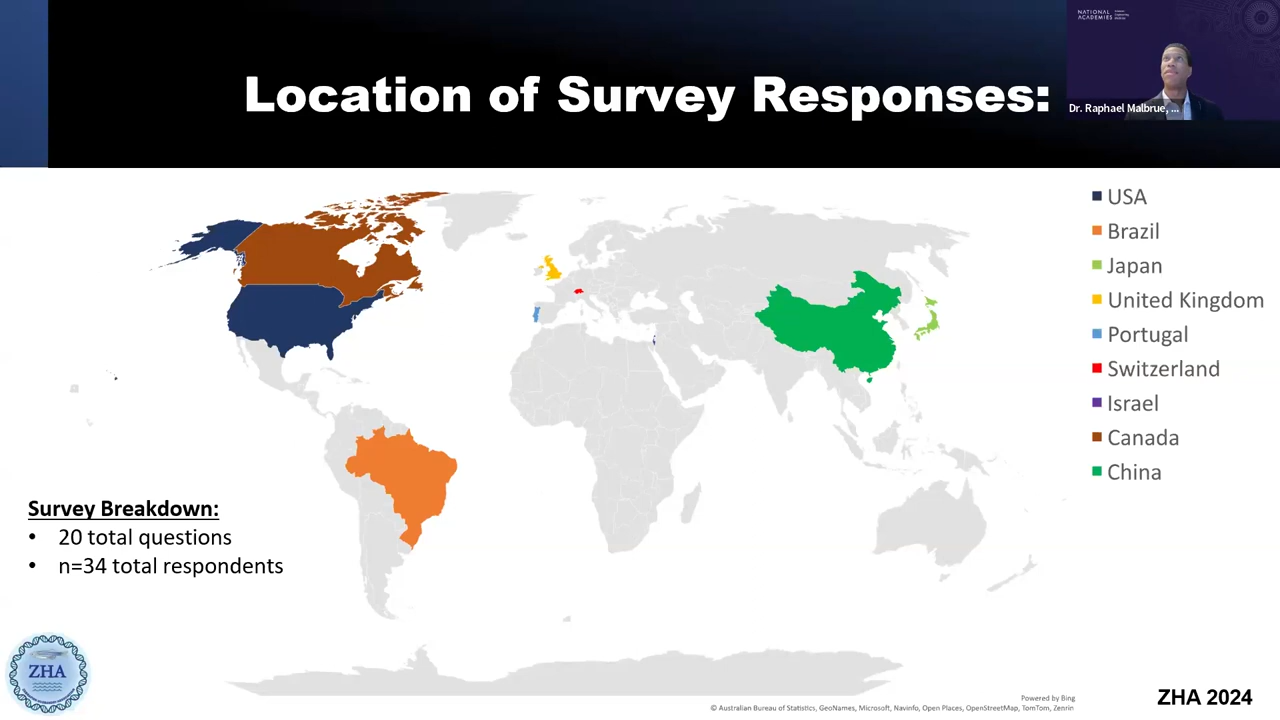 Location of Survey Responses:
NATIONAL
ACADEMIES
Dr. Raphael Malbrue, ...
USA
Brazil
Japan
United Kingdom
Portugal
Switzerland
Israel
Canada
China
Survey Breakdown:
• 20 total questions
• n=34 total respondents
ZHA
Powered by Bing
© Australian Bureau of Statistics, GeoNames, Microsoft, Navinfo, Open Places, OpenStreetMap, TomTom, Zenrin
ZHA 2024